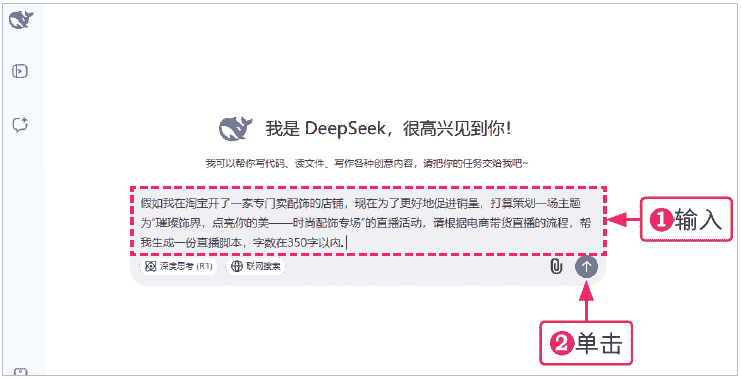 我是 DeepSeek，很高兴见到你！
我可以帮你写代码、读文件、写作各种创意内容，请把你的任务交给我吧~
假如我在淘宝开了一家专门卖配饰的店铺，现在为了更好地促进销量，打算策划一场主题
为“璀璨饰界，点亮你的美——时尚配饰专场”的直播活动，请根据电商带货直播的流程，帮
我生成一份直播脚本，字数在350字以内。
❶输入
深度思考 (R1)
联网搜索
❷单击